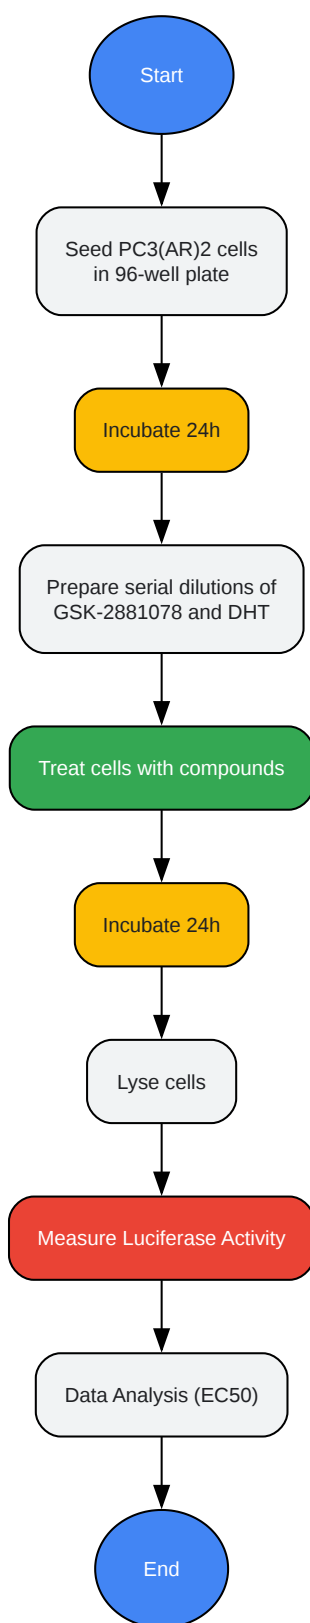 Start
Seed PC3(AR)2 cells
in 96-well plate
Incubate 24h
Prepare serial dilutions of
GSK-2881078 and DHT
Treat cells with compounds
Incubate 24h
Lyse cells
Measure Luciferase Activity
Data Analysis (EC50)
End